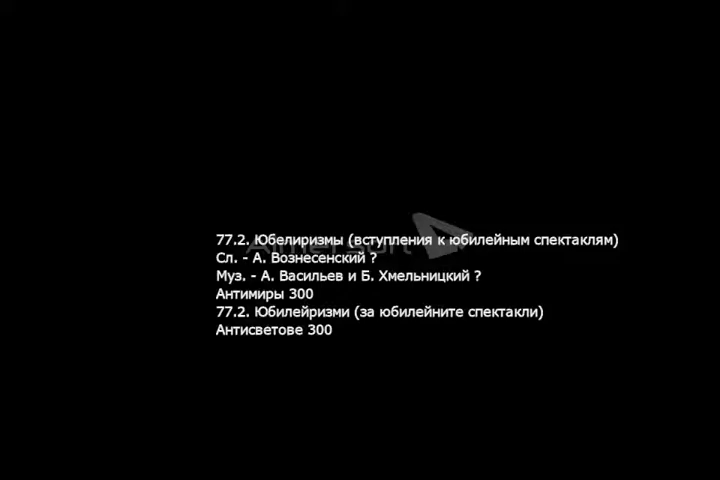 77.2. Юбелиризмы (вступления к юбилейным спектаклям)
Сл. - А. Вознесенский ?
Муз. - А. Васильев и Б. Хмельницкий ?
Антимиры 300
77.2. Юбилейризми (за юбилейните спектакли)
Антисветове 300